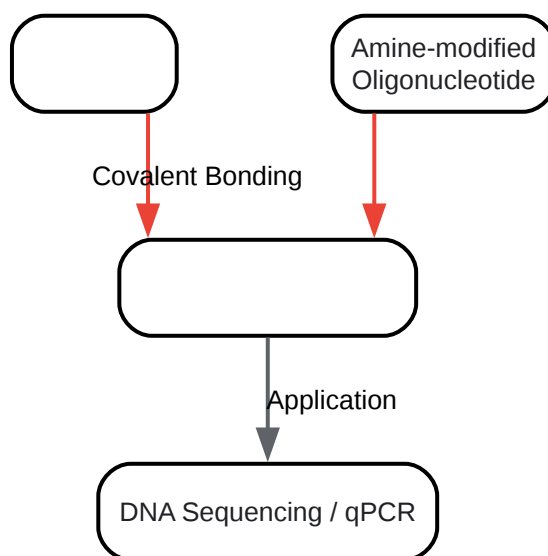 Amine-modified
Oligonucleotide
Covalent Bonding
Application
DNA Sequencing / qPCR